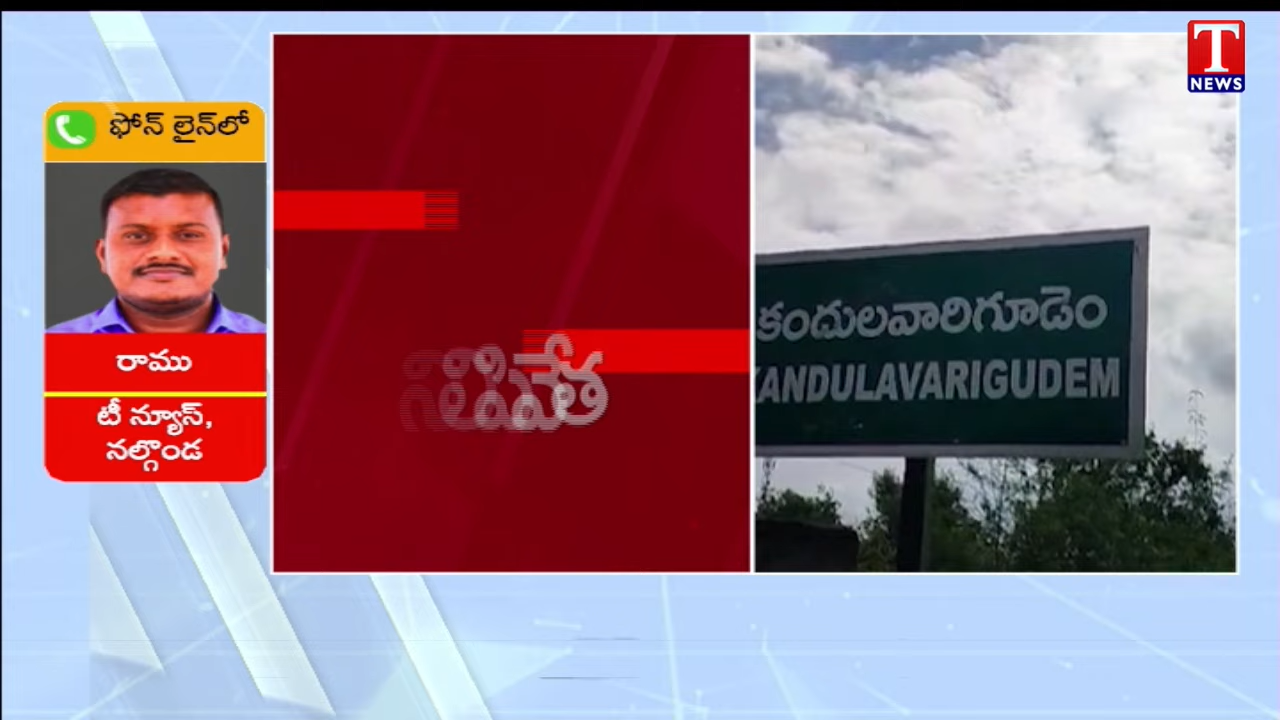 T
NEWS
ఫోన్ లైన్‌లో
రాము
టీ న్యూస్,
నల్గొండ
కందులవారిగూడెం
KANDULAVARIGUDEM